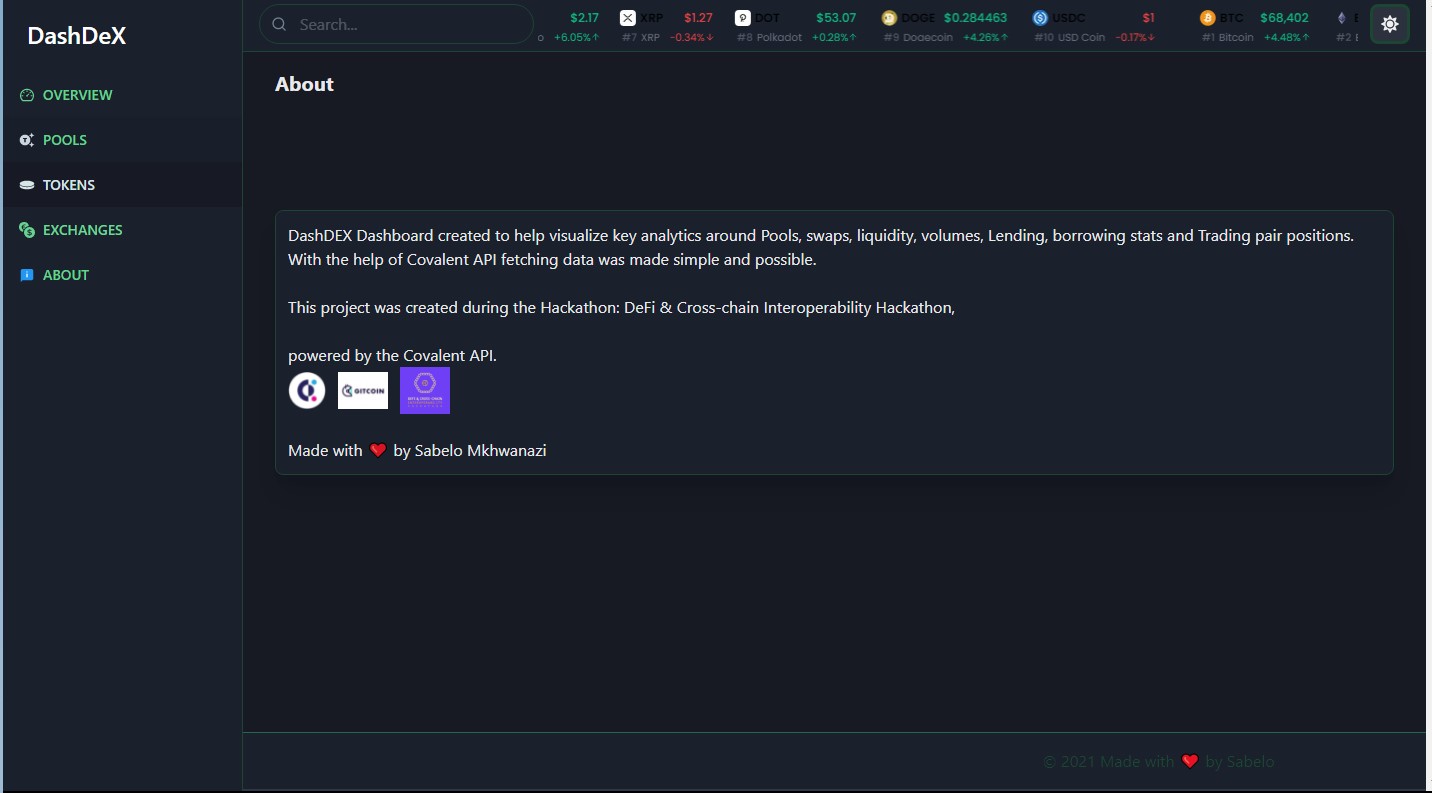 DashDeX
OVERVIEW
POOLS
TOKENS
EXCHANGES
ABOUT
Search...
$2.17
+6.05%↑
XRP $1.27
#7 XRP -0.34%↓
DOT $53.07
#8 Polkadot +0.28%↑
DOGE $0.284463
#9 Dogecoin +4.26%↑
USDC $1
#10 USD Coin -0.17%↓
BTC $68,402
#1 Bitcoin +4.48%↑
#2
About
DashDEX Dashboard created to help visualize key analytics around Pools, swaps, liquidity, volumes, Lending, borrowing stats and Trading pair positions.
With the help of Covalent API fetching data was made simple and possible.
This project was created during the Hackathon: DeFi & Cross-chain Interoperability Hackathon,
powered by the Covalent API.
GITCOIN
Made with ❤ by Sabelo Mkhwanazi
© 2021 Made with ❤ by Sabelo